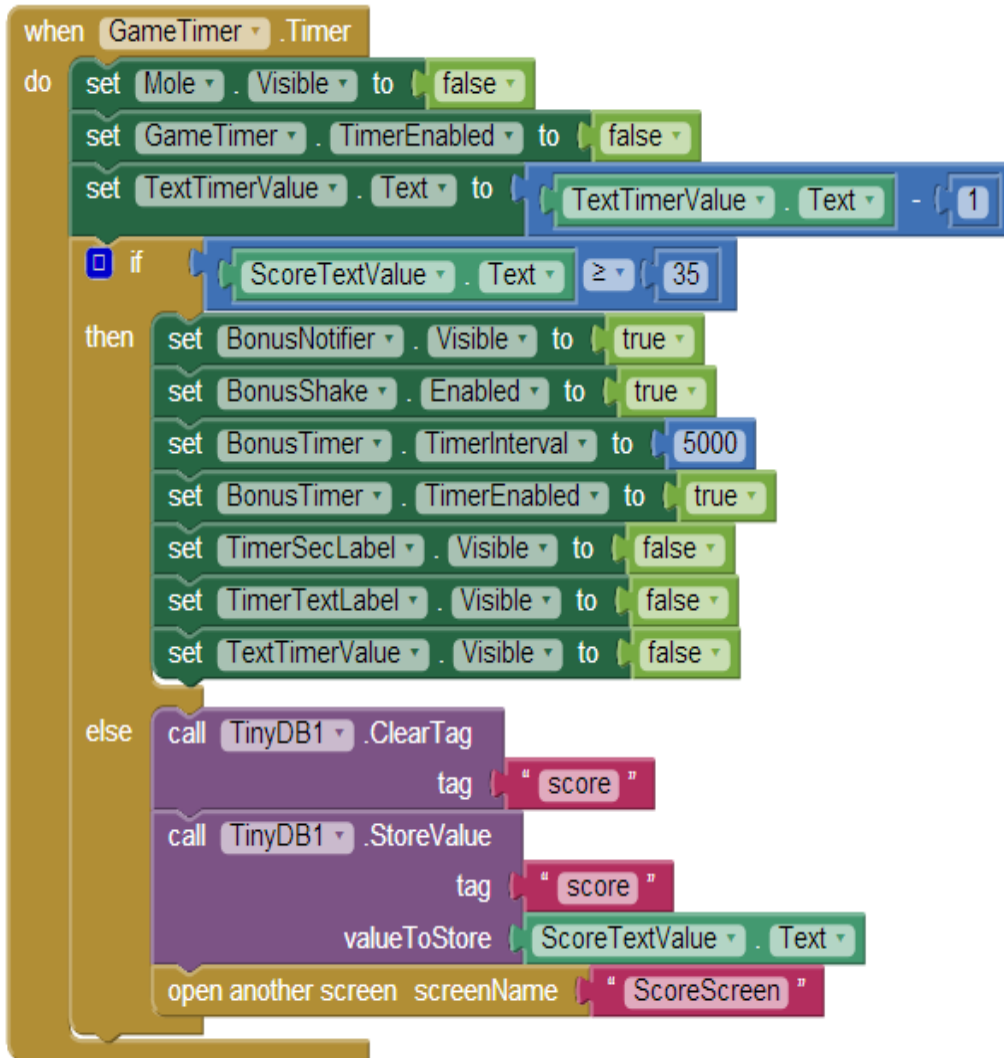 when GameTimer .Timer
do set Mole . Visible to false
set GameTimer . TimerEnabled to false
set TextTimerValue . Text to TextTimerValue . Text - 1
if ScoreTextValue . Text ≥ 35
then set BonusNotifier . Visible to true
set BonusShake . Enabled to true
set BonusTimer . TimerInterval to 5000
set BonusTimer . TimerEnabled to true
set TimerSecLabel . Visible to false
set TimerTextLabel . Visible to false
set TextTimerValue . Visible to false
else call TinyDB1 .ClearTag
tag “ score ”
call TinyDB1 .StoreValue
tag “ score ”
valueToStore ScoreTextValue . Text
open another screen screenName “ ScoreScreen ”